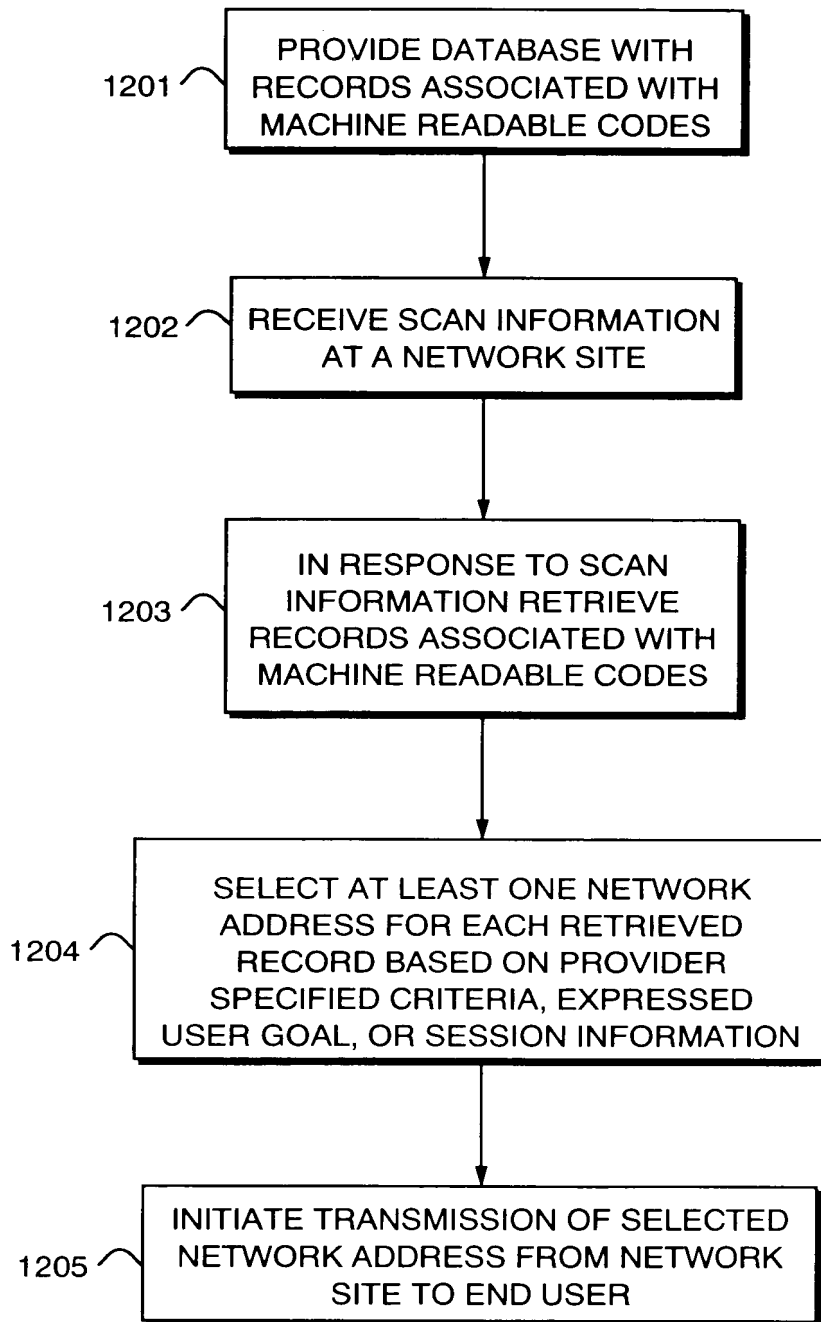 PROVIDE DATABASE WITH
1201
RECORDS ASSOCIATED WITH
MACHINE READABLE CODES
1202
RECEIVE SCAN INFORMATION
AT A NETWORK SITE
IN RESPONSE TO SCAN
INFORMATION RETRIEVE
1203
RECORDS ASSOCIATED WITH
MACHINE READABLE CODES
SELECT AT LEAST ONE NETWORK
ADDRESS FOR EACH RETRIEVED
1204
RECORD BASED ON PROVIDER
SPECIFIED CRITERIA, EXPRESSED
USER GOAL, OR SESSION INFORMATION
INITIATE TRANSMISSION OF SELECTED
1205
NETWORK ADDRESS FROM NETWORK
SITE TO END USER